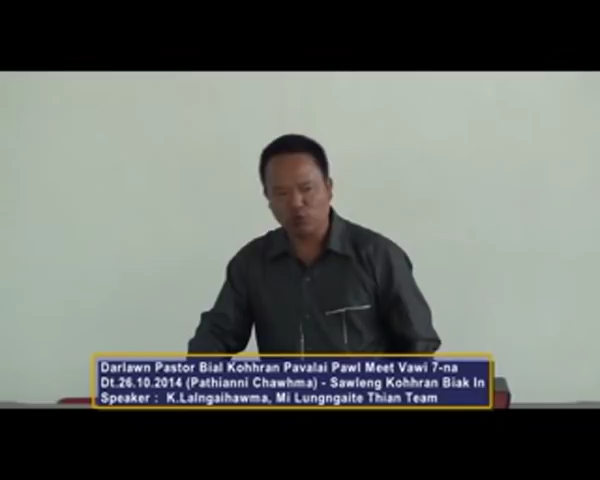 Darlawn Pastor Bial Kohhran Pavalai Pawl Meet Vawi 7-na
Dt.26.10.2014 (Pathianni Chawhma) - Sawleng Kohhran Biak In
Speaker : K.Lalngaihawma, Mi Lungngaite Thian Team